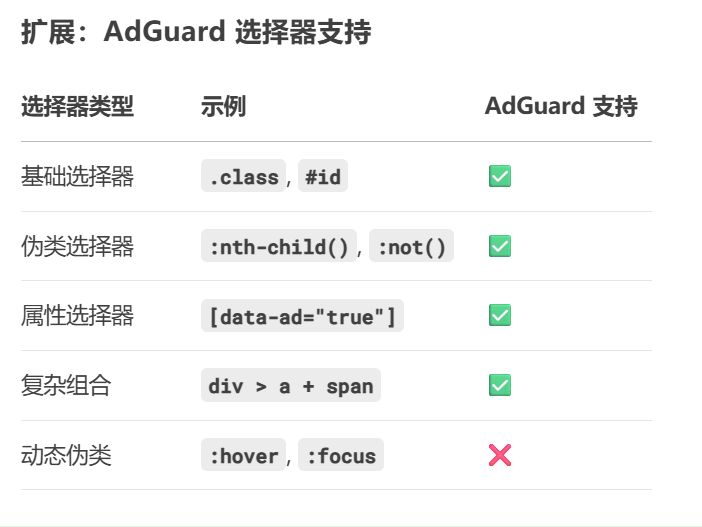 扩展：AdGuard 选择器支持
选择器类型 示例 AdGuard 支持
基础选择器 .class, #id ✅
伪类选择器 :nth-child(), :not() ✅
属性选择器 [data-ad="true"] ✅
复杂组合 div > a + span ✅
动态伪类 :hover, :focus ❌